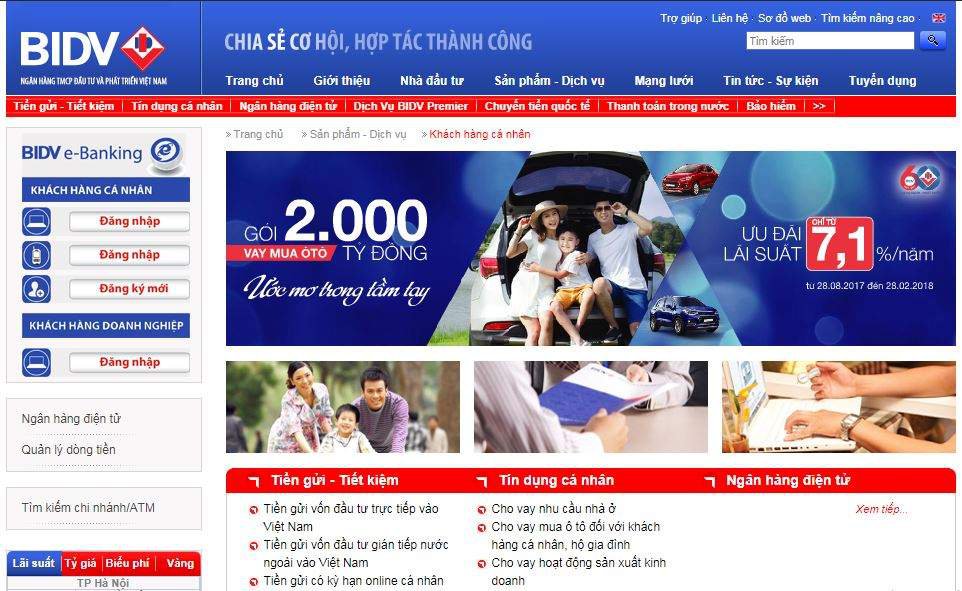 Trợ giúp · Liên hệ · Sơ đồ web · Tìm kiếm nâng cao ·
BIDV
NGÂN HÀNG TMCP ĐẦU TƯ VÀ PHÁT TRIỂN VIỆT NAM
CHIA SẺ CƠ HỘI, HỢP TÁC THÀNH CÔNG
Tìm kiếm
Trang chủ Giới thiệu Nhà đầu tư Sản phẩm - Dịch vụ Mạng lưới Tin tức - Sự kiện Tuyển dụng
Tiền gửi - Tiết kiệm | Tín dụng cá nhân | Ngân hàng điện tử | Dịch Vụ BIDV Premier | Chuyển tiền quốc tế | Thanh toán trong nước | Bảo hiểm | >>
BIDV e-Banking
KHÁCH HÀNG CÁ NHÂN
Đăng nhập
Đăng nhập
Đăng ký mới
KHÁCH HÀNG DOANH NGHIỆP
Đăng nhập
Ngân hàng điện tử
Quản lý dòng tiền
Tìm kiếm chi nhánh/ATM
Lãi suất Tỷ giá Biểu phí Vàng
TP Hà Nội
» Trang chủ » Sản phẩm - Dịch vụ » Khách hàng cá nhân
GÓI 2.000
VAY MUA ÔTÔ TỶ ĐỒNG
Ước mơ trong tầm tay
60
ƯU ĐÃI
LÃI SUẤT
CHỈ TỪ
7,1 %/năm
từ 28.08.2017 đến 28.02.2018
Tiền gửi - Tiết kiệm
Tiền gửi vốn đầu tư trực tiếp vào
Việt Nam
Tiền gửi vốn đầu tư gián tiếp nước
ngoài vào Việt Nam
Tiền gửi có kỳ hạn online cá nhân
Tín dụng cá nhân
Cho vay nhu cầu nhà ở
Cho vay mua ô tô đối với khách
hàng cá nhân, hộ gia đình
Cho vay hoạt động sản xuất kinh
doanh
Ngân hàng điện tử
Xem tiếp...